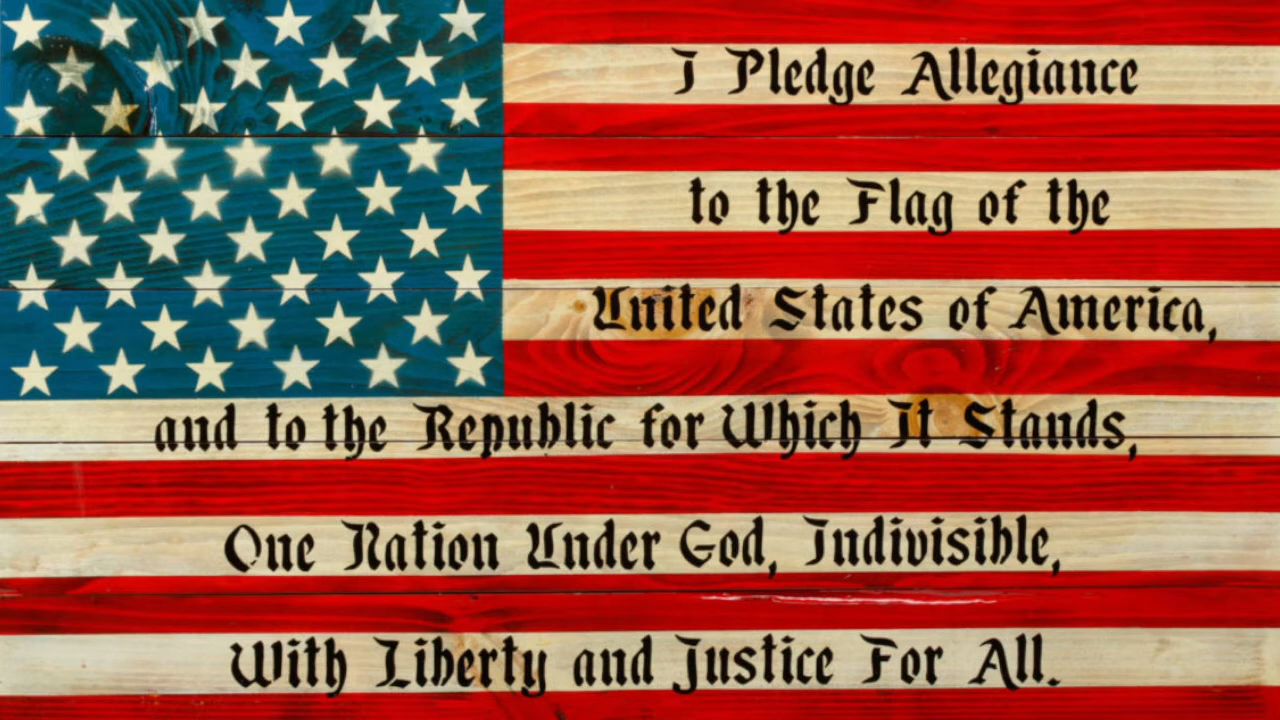 I Pledge Allegiance
to the Flag of the
United States of America,
and to the Republic for Which It Stands,
One Nation Under God, Indivisible,
With Liberty and Justice For All.